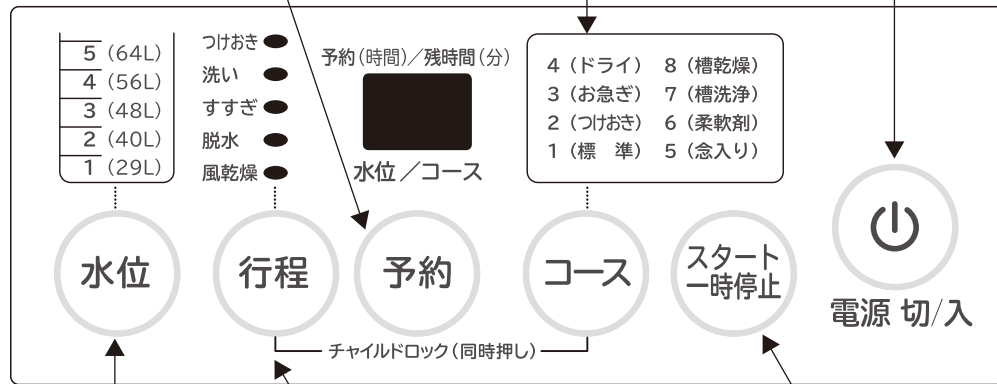 5 (64L)
4 (56L)
3 (48L)
2 (40L)
1 (29L)
つけおき
洗い
すすぎ
脱水
風乾燥
予約(時間)/残時間(分)
水位/コース
4(ドライ) 8(槽乾燥)
3(お急ぎ) 7(槽洗浄)
2(つけおき) 6(柔軟剤)
1(標 準) 5(念入り)
水位
行程
予約
コース
スタート
一時停止
電源 切/入
チャイルドロック(同時押し)